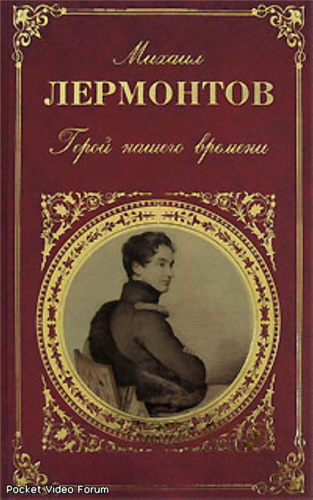 Михаил
ЛЕРМОНТОВ
Герой нашего времени
Pocket Video Forum